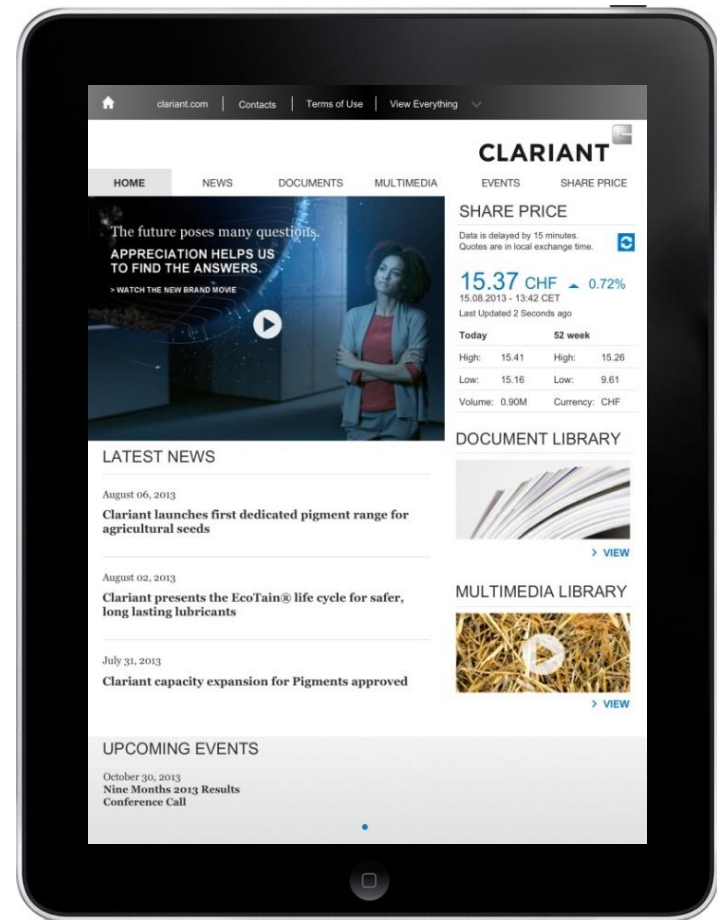 clariant.com | Contacts | Terms of Use | View Everything
CLARIANT
HOME NEWS DOCUMENTS MULTIMEDIA EVENTS SHARE PRICE
The future poses many questions.
APPRECIATION HELPS US
TO FIND THE ANSWERS.
> WATCH THE NEW BRAND MOVIE
SHARE PRICE
Data is delayed by 15 minutes.
Quotes are in local exchange time.
15.37 CHF 0.72%
15.08.2013 - 13:42 CET
Last Updated 2 Seconds ago
Today 52 week
High: 15.41 High: 15.26
Low: 15.16 Low: 9.61
Volume: 0.90M Currency: CHF
LATEST NEWS
August 06, 2013
Clariant launches first dedicated pigment range for
agricultural seeds
August 02, 2013
Clariant presents the EcoTain® life cycle for safer,
long lasting lubricants
July 31, 2013
Clariant capacity expansion for Pigments approved
DOCUMENT LIBRARY
> VIEW
MULTIMEDIA LIBRARY
> VIEW
UPCOMING EVENTS
October 30, 2013
Nine Months 2013 Results
Conference Call